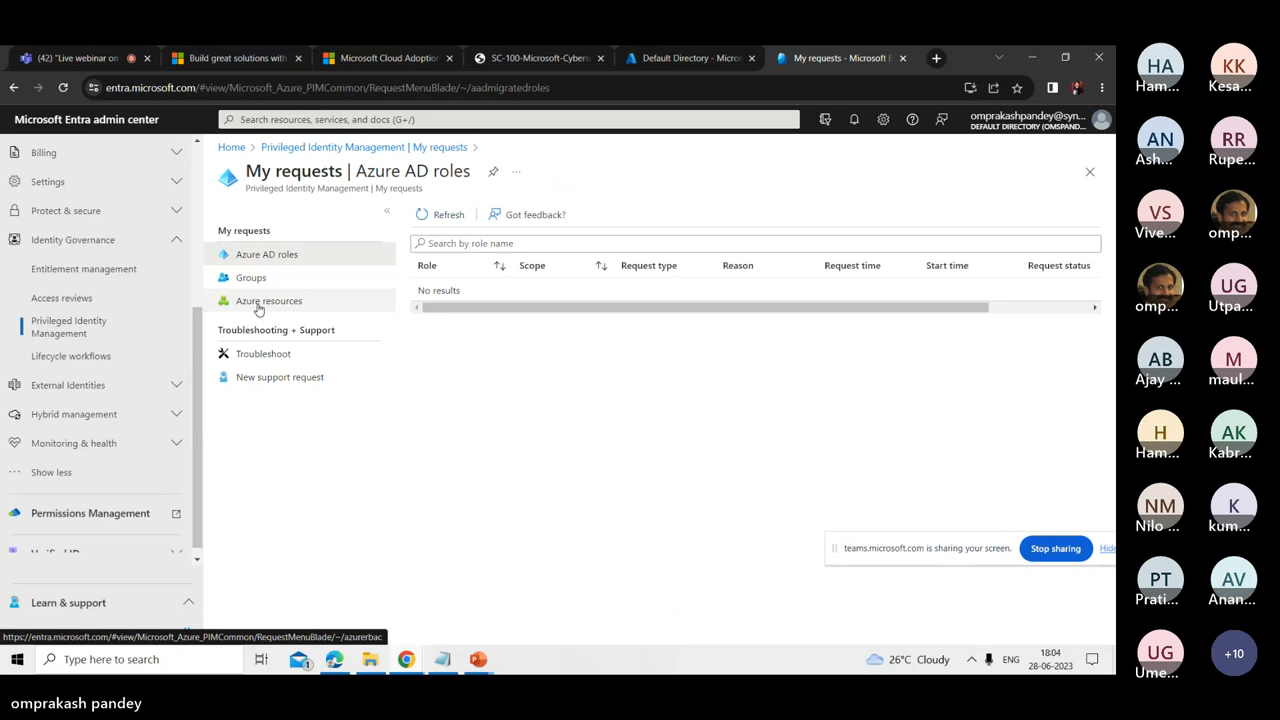 (42) "Live webinar on
Build great solutions with
Microsoft Cloud Adoption
SC-100-Microsoft-Cybers
Default Directory - Micros
My requests - Microsoft E
entra.microsoft.com/#view/Microsoft_Azure_PIMCommon/RequestMenuBlade/~/aadmigratedroles
Microsoft Entra admin center
Search resources, services, and docs (G+/)
omprakashpandey@syn...
DEFAULT DIRECTORY (OMSPAND...
Billing
Settings
Protect & secure
Identity Governance
Entitlement management
Access reviews
Privileged Identity
Management
Lifecycle workflows
External Identities
Hybrid management
Monitoring & health
Show less
Permissions Management
Learn & support
Home > Privileged Identity Management | My requests >
My requests | Azure AD roles
Privileged Identity Management | My requests
My requests
Azure AD roles
Groups
Azure resources
Troubleshooting + Support
Troubleshoot
New support request
Refresh
Got feedback?
Search by role name
Role Scope Request type Reason Request time Start time Request status
No results
teams.microsoft.com is sharing your screen. Stop sharing Hide
https://entra.microsoft.com/#view/Microsoft_Azure_PIMCommon/RequestMenuBlade/~/azurerbac
Type here to search
1
26°C Cloudy
ENG
18:04
28-06-2023
HA
Ham...
KK
Kesa...
AN
Ash...
RR
Rupe...
VS
Vive...
omp...
omp...
UG
Utpa...
AB
Ajay ...
M
maul...
H
Ham...
AK
Kabr...
NM
Nilo ...
K
kum...
PT
Prati...
AV
Anan...
UG
Ume...
+10
omprakash pandey